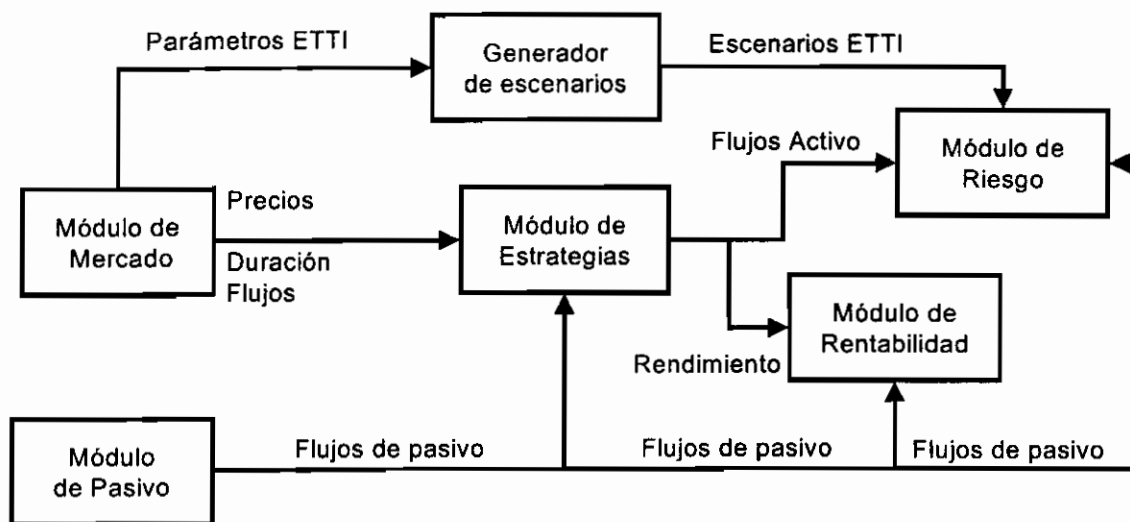 Parámetros ETTI
Generador
de escenarios
Escenarios ETTI
Flujos Activo
Módulo de
Riesgo
Módulo de
Mercado
Precios
Duración
Flujos
Módulo de
Estrategias
Módulo de
Rentabilidad
Rendimiento
Módulo
de Pasivo
Flujos de pasivo
Flujos de pasivo
Flujos de pasivo